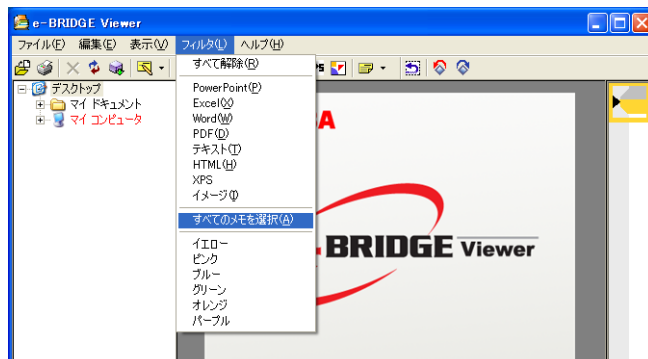 e-BRIDGE Viewer
ファイル(F) 編集(E) 表示(V) フィルタ(L) ヘルプ(H)
すべて解除(R)
PowerPoint(P)
Excel(X)
Word(W)
PDF(D)
テキスト(T)
HTML(H)
XPS
イメージ(I)
すべてのメモを選択(A)
イエロー
ピンク
ブルー
グリーン
オレンジ
パープル
デスクトップ
マイ ドキュメント
マイ コンピュータ
BRIDGE Viewer